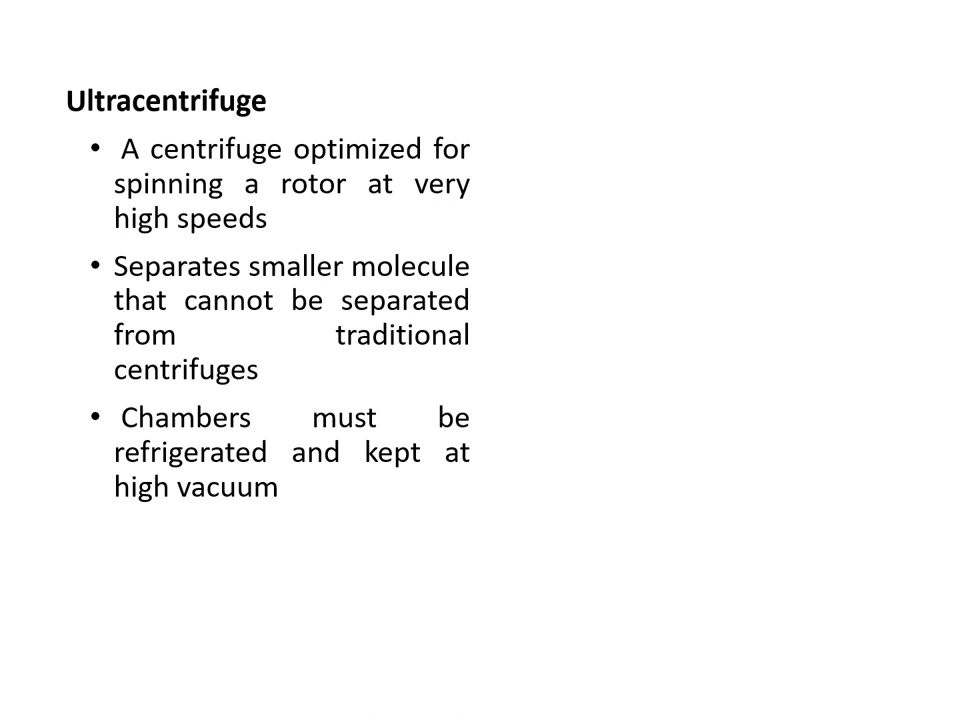 Ultracentrifuge
• A centrifuge optimized for
spinning a rotor at very
high speeds
• Separates smaller molecule
that cannot be separated
from traditional
centrifuges
• Chambers must be
refrigerated and kept at
high vacuum